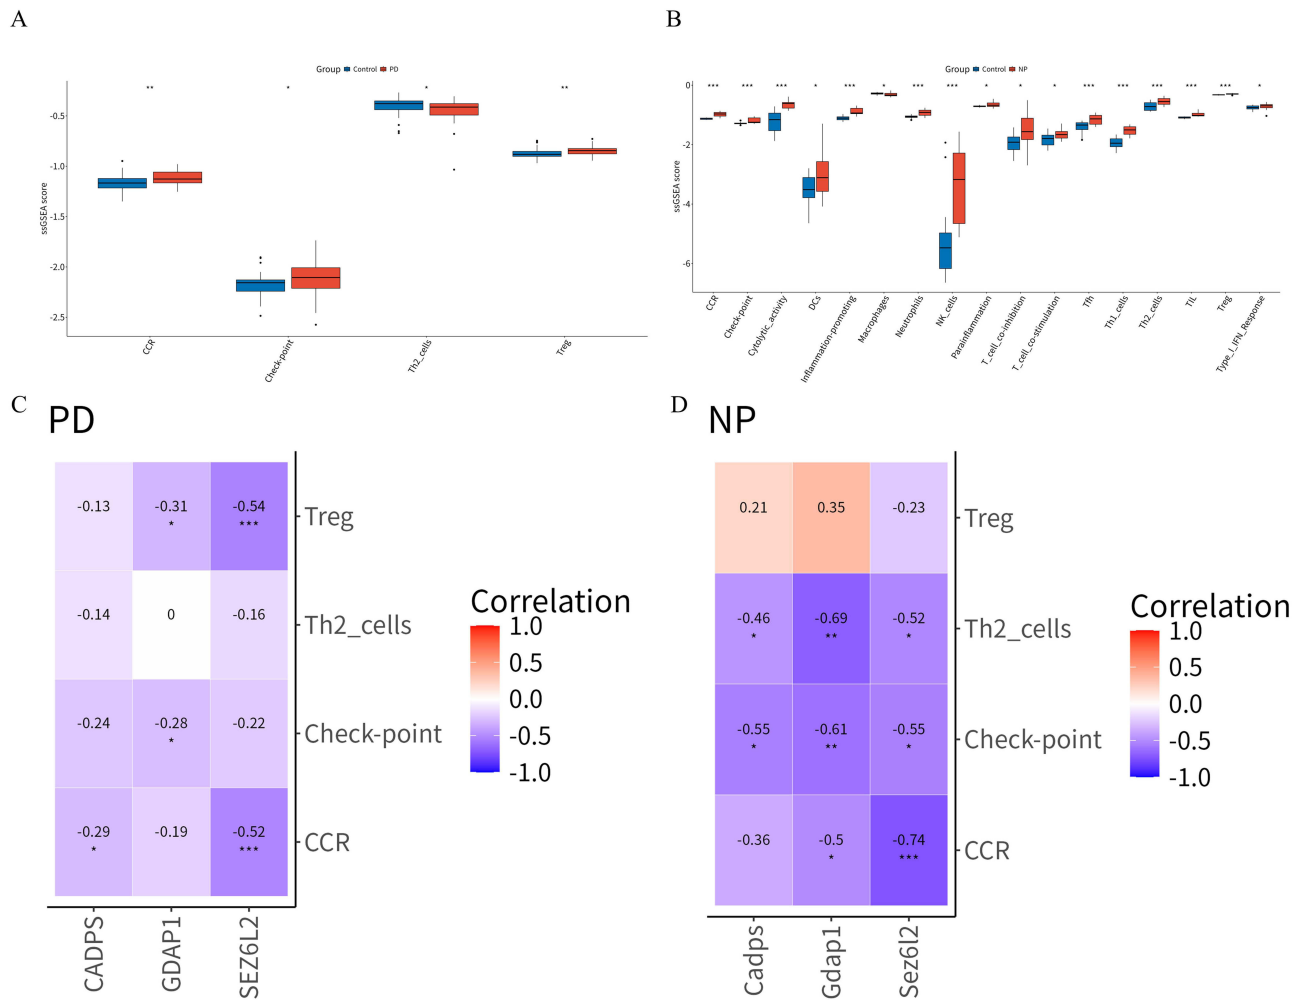 A
Group Control PD
** * * **
ssGSEA score
-0.5
-1.0
-1.5
-2.0
-2.5
CCR
Check-point
Th2_cells
Treg
B
Group Control NP
*** *** *** * *** * *** *** * * * *** *** *** *** *** *
ssGSEA score
0
-2
-4
-6
CCR
Check-point
Cytolytic_activity
DCs
Inflammation-promoting
Macrophages
Neutrophils
NK_cells
Parainflammation
T_cell_co-inhibition
T_cell_co-stimulation
Tfh
Th1_cells
Th2_cells
TIL
Treg
Type_I_IFN_Response
C
PD
-0.13 -0.31 -0.54 Treg
* ***
-0.14 0 -0.16 Th2_cells
-0.24 -0.28 -0.22 Check-point
*
-0.29 -0.19 -0.52 CCR
* ***
CADPS
GDAP1
SEZ6L2
Correlation
1.0
0.5
0.0
-0.5
-1.0
D
NP
0.21 0.35 -0.23 Treg
-0.46 -0.69 -0.52 Th2_cells
* ** *
-0.55 -0.61 -0.55 Check-point
* ** *
-0.36 -0.5 -0.74 CCR
* ***
Cadps
Gdap1
Sez6l2
Correlation
1.0
0.5
0.0
-0.5
-1.0